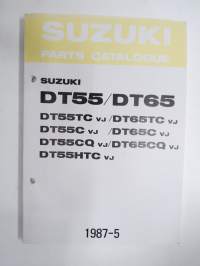 SUZUKI
PARTS CATALOGUE
SUZUKI
DT55/DT65
DT55TC VJ/DT65TC VJ
DT55C VJ/DT65C VJ
DT55CQ VJ/DT65CQ VJ
DT55HTC VJ
1987-5